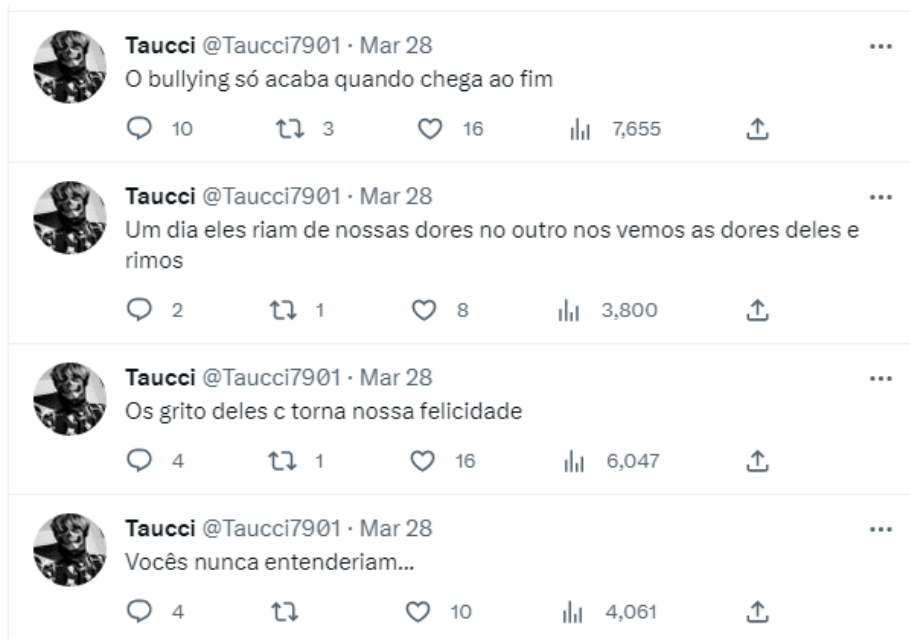 Taucci @Taucci7901 · Mar 28
O bullying só acaba quando chega ao fim
10 3 16 7,655
Taucci @Taucci7901 · Mar 28
Um dia eles riam de nossas dores no outro nos vemos as dores deles e
rimos
2 1 8 3,800
Taucci @Taucci7901 · Mar 28
Os grito deles c torna nossa felicidade
4 1 16 6,047
Taucci @Taucci7901 · Mar 28
Vocês nunca entenderiam...
4 10 4,061